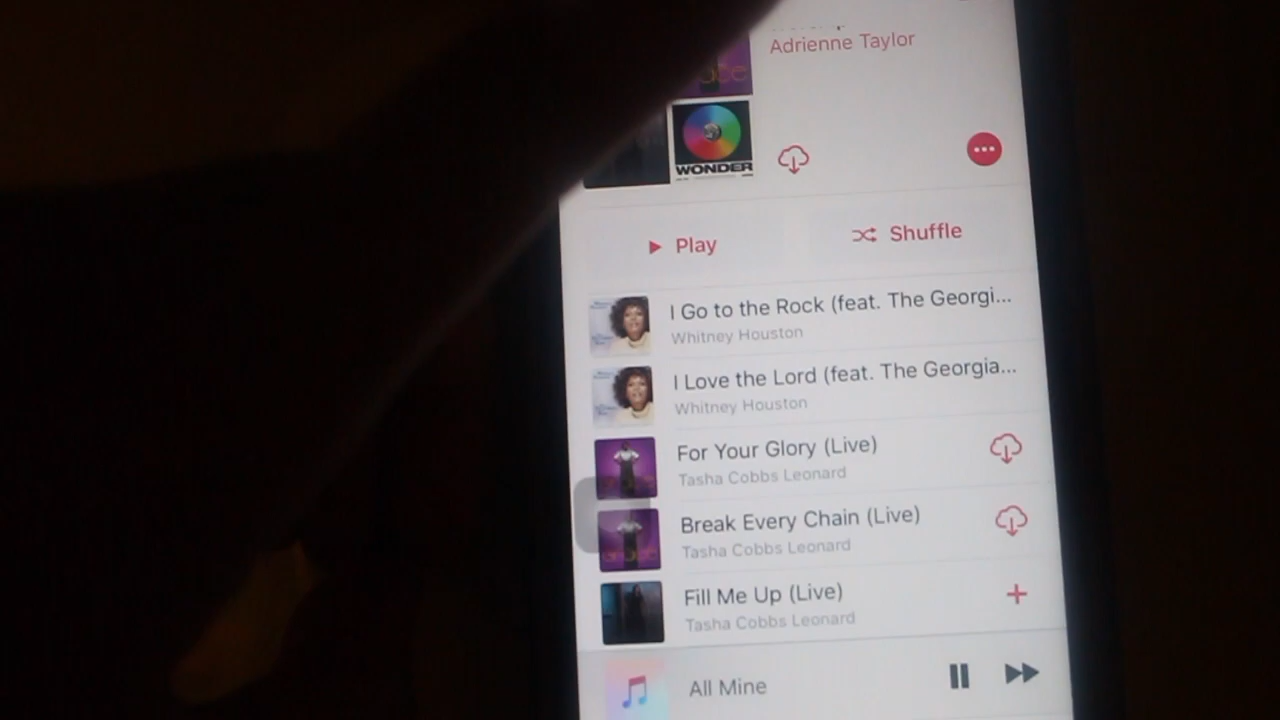 Adrienne Taylor
WONDER
Play
Shuffle
I Go to the Rock (feat. The Georgi...
Whitney Houston
I Love the Lord (feat. The Georgia...
Whitney Houston
For Your Glory (Live)
Tasha Cobbs Leonard
Break Every Chain (Live)
Tasha Cobbs Leonard
Fill Me Up (Live)
Tasha Cobbs Leonard
All Mine